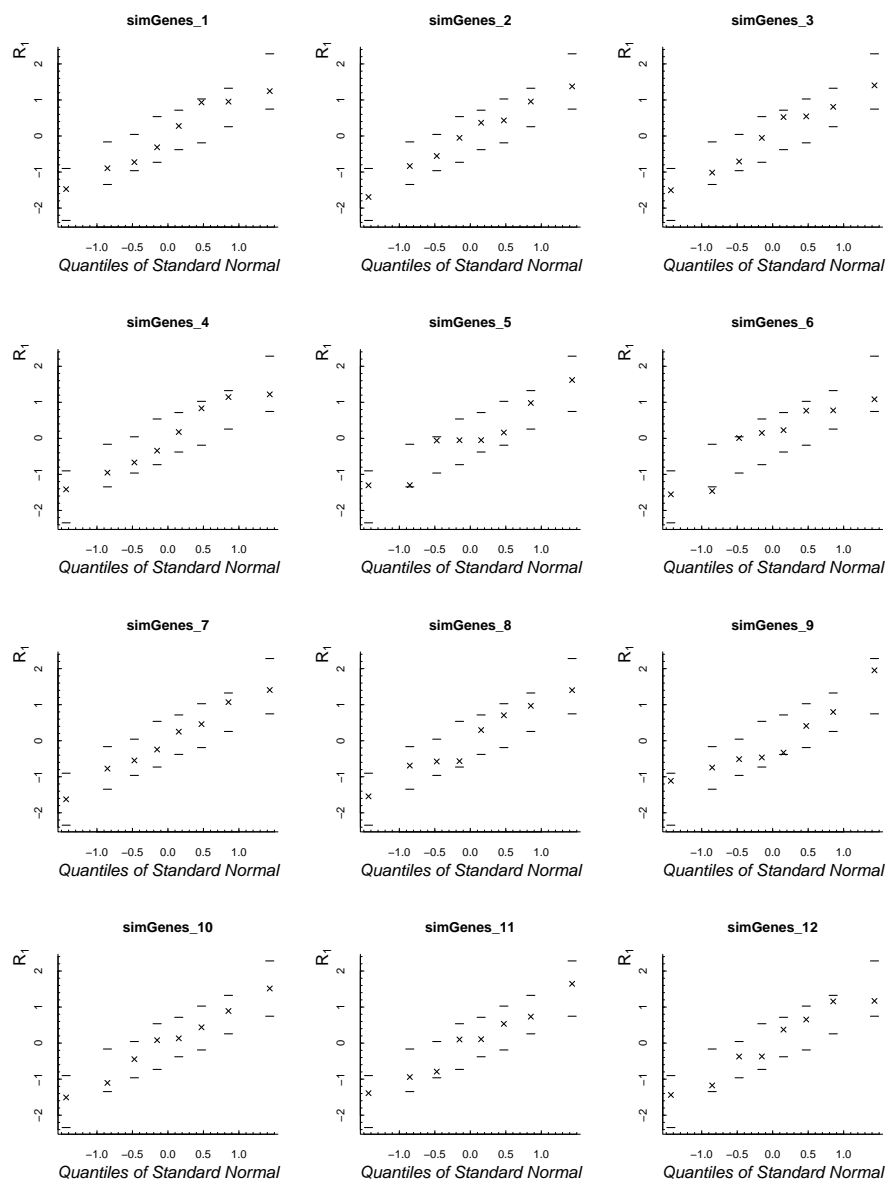 simGenes_1 simGenes_2 simGenes_3
R1 R1 R1
2 2 2
1 1 1
0 0 0
−1 −1 −1
−2 −2 −2
−1.0 −0.5 0.0 0.5 1.0 −1.0 −0.5 0.0 0.5 1.0 −1.0 −0.5 0.0 0.5 1.0
Quantiles of Standard Normal Quantiles of Standard Normal Quantiles of Standard Normal
simGenes_4 simGenes_5 simGenes_6
R1 R1 R1
2 2 2
1 1 1
0 0 0
−1 −1 −1
−2 −2 −2
−1.0 −0.5 0.0 0.5 1.0 −1.0 −0.5 0.0 0.5 1.0 −1.0 −0.5 0.0 0.5 1.0
Quantiles of Standard Normal Quantiles of Standard Normal Quantiles of Standard Normal
simGenes_7 simGenes_8 simGenes_9
R1 R1 R1
2 2 2
1 1 1
0 0 0
−1 −1 −1
−2 −2 −2
−1.0 −0.5 0.0 0.5 1.0 −1.0 −0.5 0.0 0.5 1.0 −1.0 −0.5 0.0 0.5 1.0
Quantiles of Standard Normal Quantiles of Standard Normal Quantiles of Standard Normal
simGenes_10 simGenes_11 simGenes_12
R1 R1 R1
2 2 2
1 1 1
0 0 0
−1 −1 −1
−2 −2 −2
−1.0 −0.5 0.0 0.5 1.0 −1.0 −0.5 0.0 0.5 1.0 −1.0 −0.5 0.0 0.5 1.0
Quantiles of Standard Normal Quantiles of Standard Normal Quantiles of Standard Normal